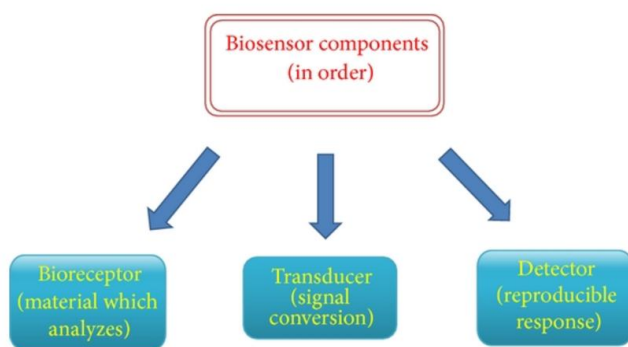 Biosensor components
(in order)
Bioreceptor
(material which
analyzes)
Transducer
(signal
conversion)
Detector
(reproducible
response)